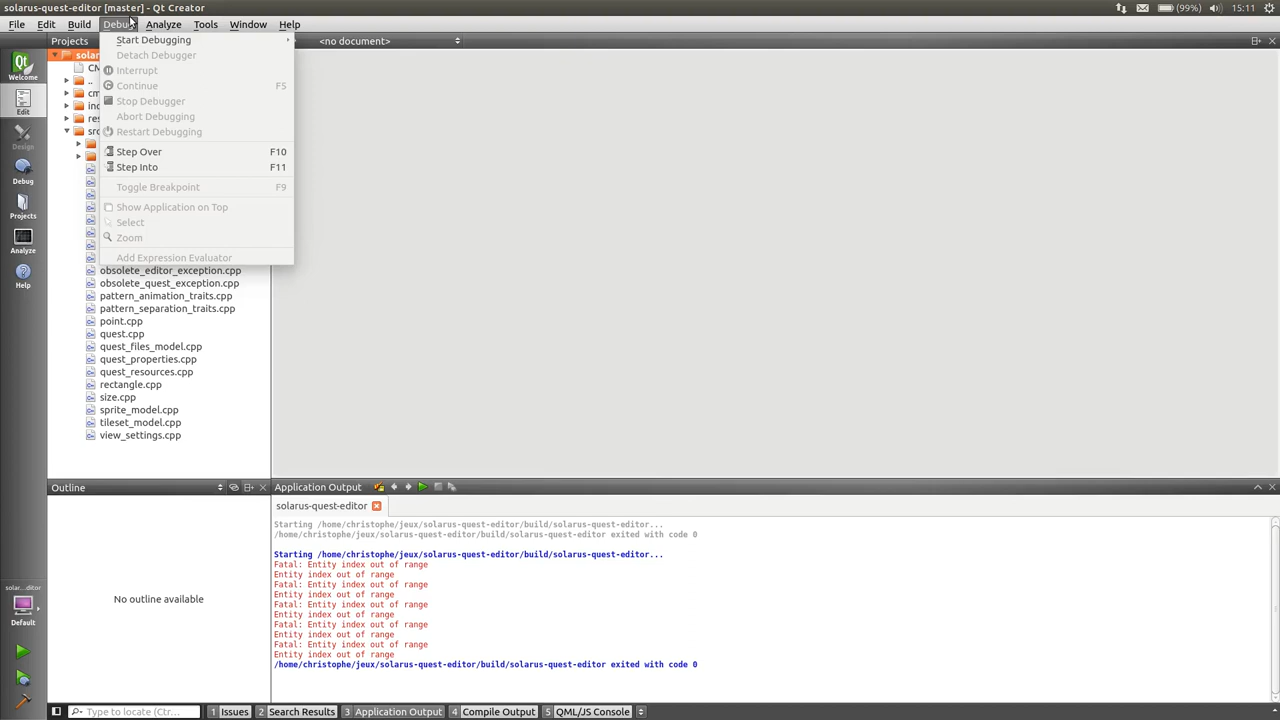 solarus-quest-editor [master] - Qt Creator
(99%) 15:11
File Edit Build Debug Analyze Tools Window Help
Projects
<no document>
Start Debugging
Detach Debugger
Interrupt
Continue F5
Stop Debugger
Abort Debugging
Restart Debugging
Step Over F10
Step Into F11
Toggle Breakpoint F9
Show Application on Top
Select
Zoom
Add Expression Evaluator
Welcome
Edit
Design
Debug
Projects
Analyze
Help
obsolete_editor_exception.cpp
obsolete_quest_exception.cpp
pattern_animation_traits.cpp
pattern_separation_traits.cpp
point.cpp
quest.cpp
quest_files_model.cpp
quest_properties.cpp
quest_resources.cpp
rectangle.cpp
size.cpp
sprite_model.cpp
tileset_model.cpp
view_settings.cpp
Outline
No outline available
Application Output
solarus-quest-editor
Starting /home/christophe/jeux/solarus-quest-editor/build/solarus-quest-editor...
/home/christophe/jeux/solarus-quest-editor/build/solarus-quest-editor exited with code 0
Starting /home/christophe/jeux/solarus-quest-editor/build/solarus-quest-editor...
Fatal: Entity index out of range
Entity index out of range
Fatal: Entity index out of range
Entity index out of range
Fatal: Entity index out of range
Entity index out of range
Fatal: Entity index out of range
Entity index out of range
Fatal: Entity index out of range
Entity index out of range
/home/christophe/jeux/solarus-quest-editor/build/solarus-quest-editor exited with code 0
solar...ditor
Default
Type to locate (Ctrl...
1 Issues 2 Search Results 3 Application Output 4 Compile Output 5 QML/JS Console